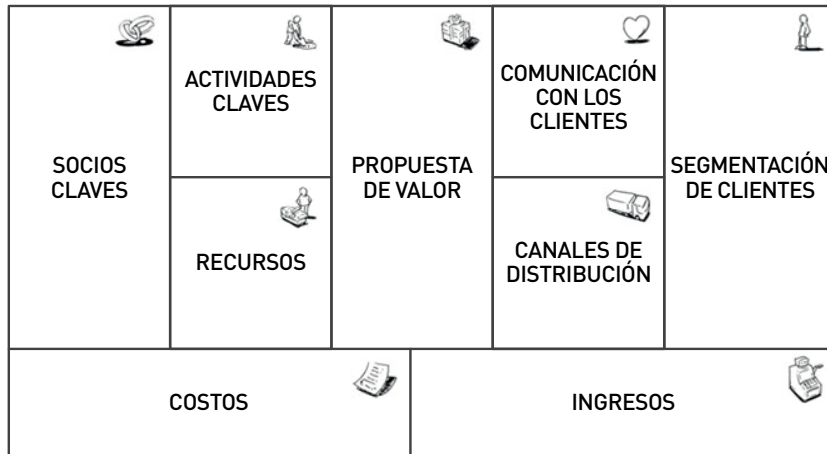 SOCIOS
CLAVES
ACTIVIDADES
CLAVES
RECURSOS
PROPUESTA
DE VALOR
COMUNICACIÓN
CON LOS
CLIENTES
CANALES DE
DISTRIBUCIÓN
SEGMENTACIÓN
DE CLIENTES
COSTOS
INGRESOS